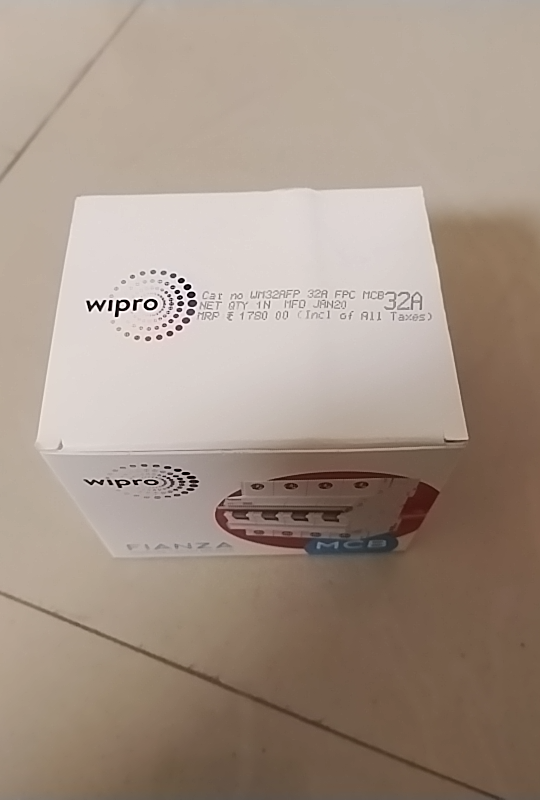 wipro
Cat no WM32AFP 32A FPC MCB 32A
NET QTY 1N MFD JAN20
MRP ₹ 1780 00 (Incl of All Taxes)
wipro
FIANZA
MCB